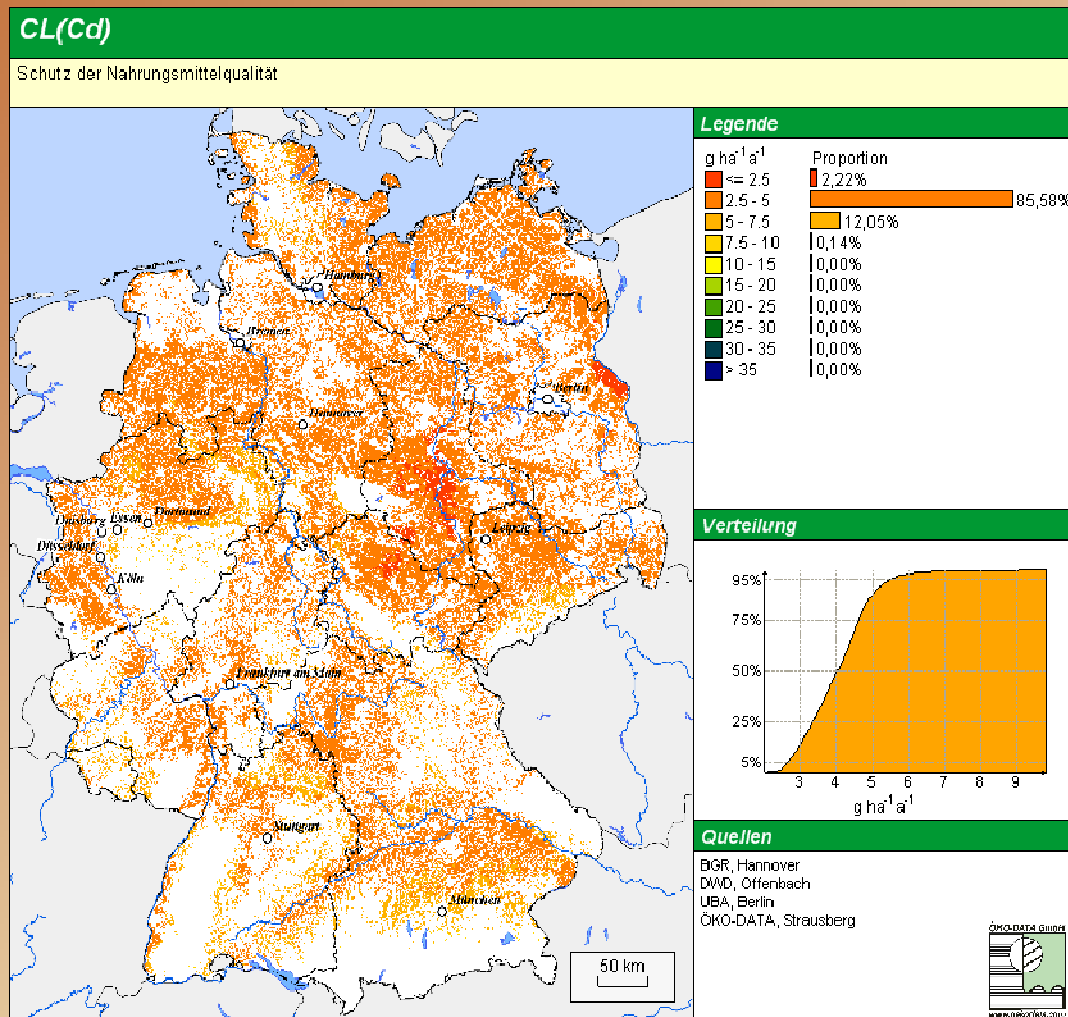 CL(Cd)
Schutz der Nahrungsmittelqualität
Legende
g ha⁻¹ a⁻¹ Proportion
<= 2.5 2,22%
2.5 - 5 85,58%
5 - 7.5 12,05%
7.5 - 10 0,14%
10 - 15 0,00%
15 - 20 0,00%
20 - 25 0,00%
25 - 30 0,00%
30 - 35 0,00%
> 35 0,00%
Hamburg
Bremen
Berlin
Hannover
Dortmund
Duisburg Essen
Düsseldorf
Leipzig
Köln
Frankfurt am Main
Stuttgart
München
50 km
Verteilung
95%
75%
50%
25%
5%
3 4 5 6 7 8 9
g ha⁻¹ a⁻¹
Quellen
BGR, Hannover
DWD, Offenbach
UBA, Berlin
ÖKO-DATA, Strausberg
ÖKO-DATA GmbH